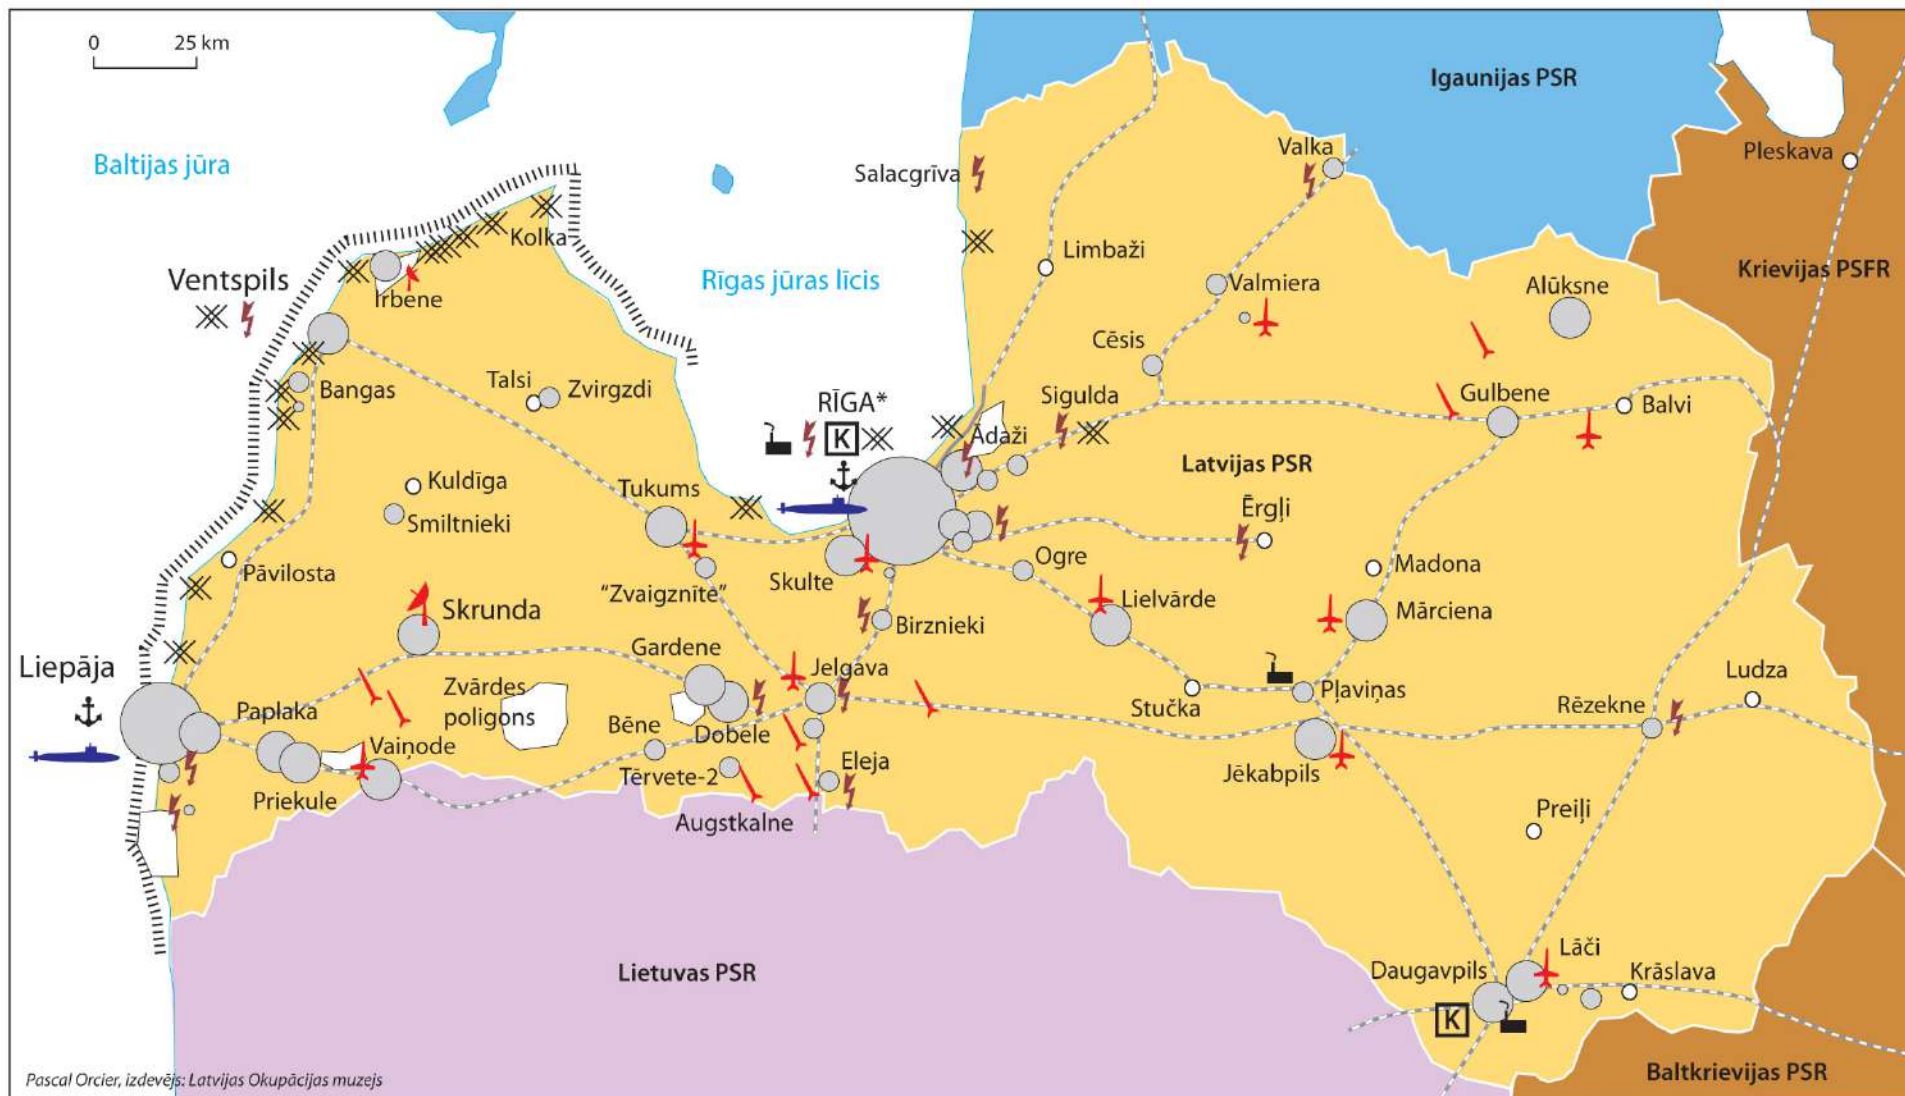 0 25 km
Igaunijas PSR
Baltijas jūra
Salacgrīva
Valka
Pleskava
Kolka
Limbaži
Krievijas PSFR
Ventspils
Rīgas jūras līcis
Irbene
Valmiera
Alūksne
Cēsis
Bangas
Talsi
Zvirgzdi
RĪGA*
K
Sigulda
Gulbene
Balvi
Ādaži
Latvijas PSR
Kuldīga
Smiltnieki
Tukums
Ērgļi
Pāvilosta
"Zvaigznīte"
Skulte
Ogre
Madona
Skrunda
Birznieki
Lielvārde
Mārciena
Gardene
Liepāja
Jelgava
Ludza
Paplaka
Zvārdes
poligons
Bēne
Dobele
Stučka
Pļaviņas
Rēzekne
Vaiņode
Tērvete-2
Eleja
Jēkabpils
Priekule
Augstkalne
Preiļi
Lietuvas PSR
Daugavpils
Lāči
Krāslava
K
Baltkrievijas PSR
Pascal Orcier, izdevējs: Latvijas Okupācijas muzejs